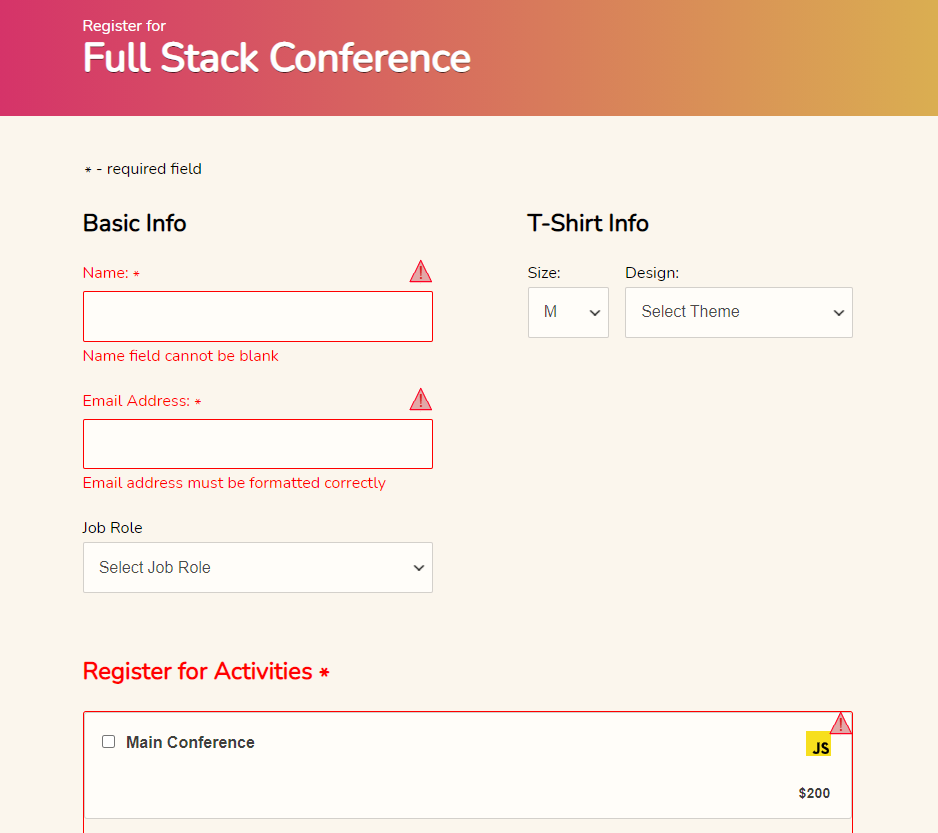 Register for
Full Stack Conference
* - required field
Basic Info
Name: *
!
Name field cannot be blank
Email Address: *
!
Email address must be formatted correctly
Job Role
Select Job Role
T-Shirt Info
Size:
M
Design:
Select Theme
Register for Activities *
!
Main Conference
JS
$200